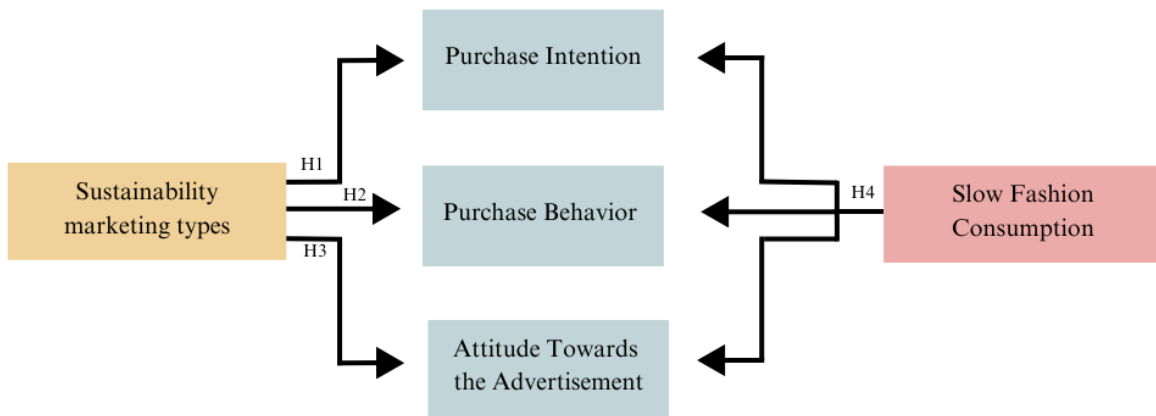 Purchase Intention
H1
Sustainability
marketing types
H2
H3
Purchase Behavior
H4
Slow Fashion
Consumption
Attitude Towards
the Advertisement